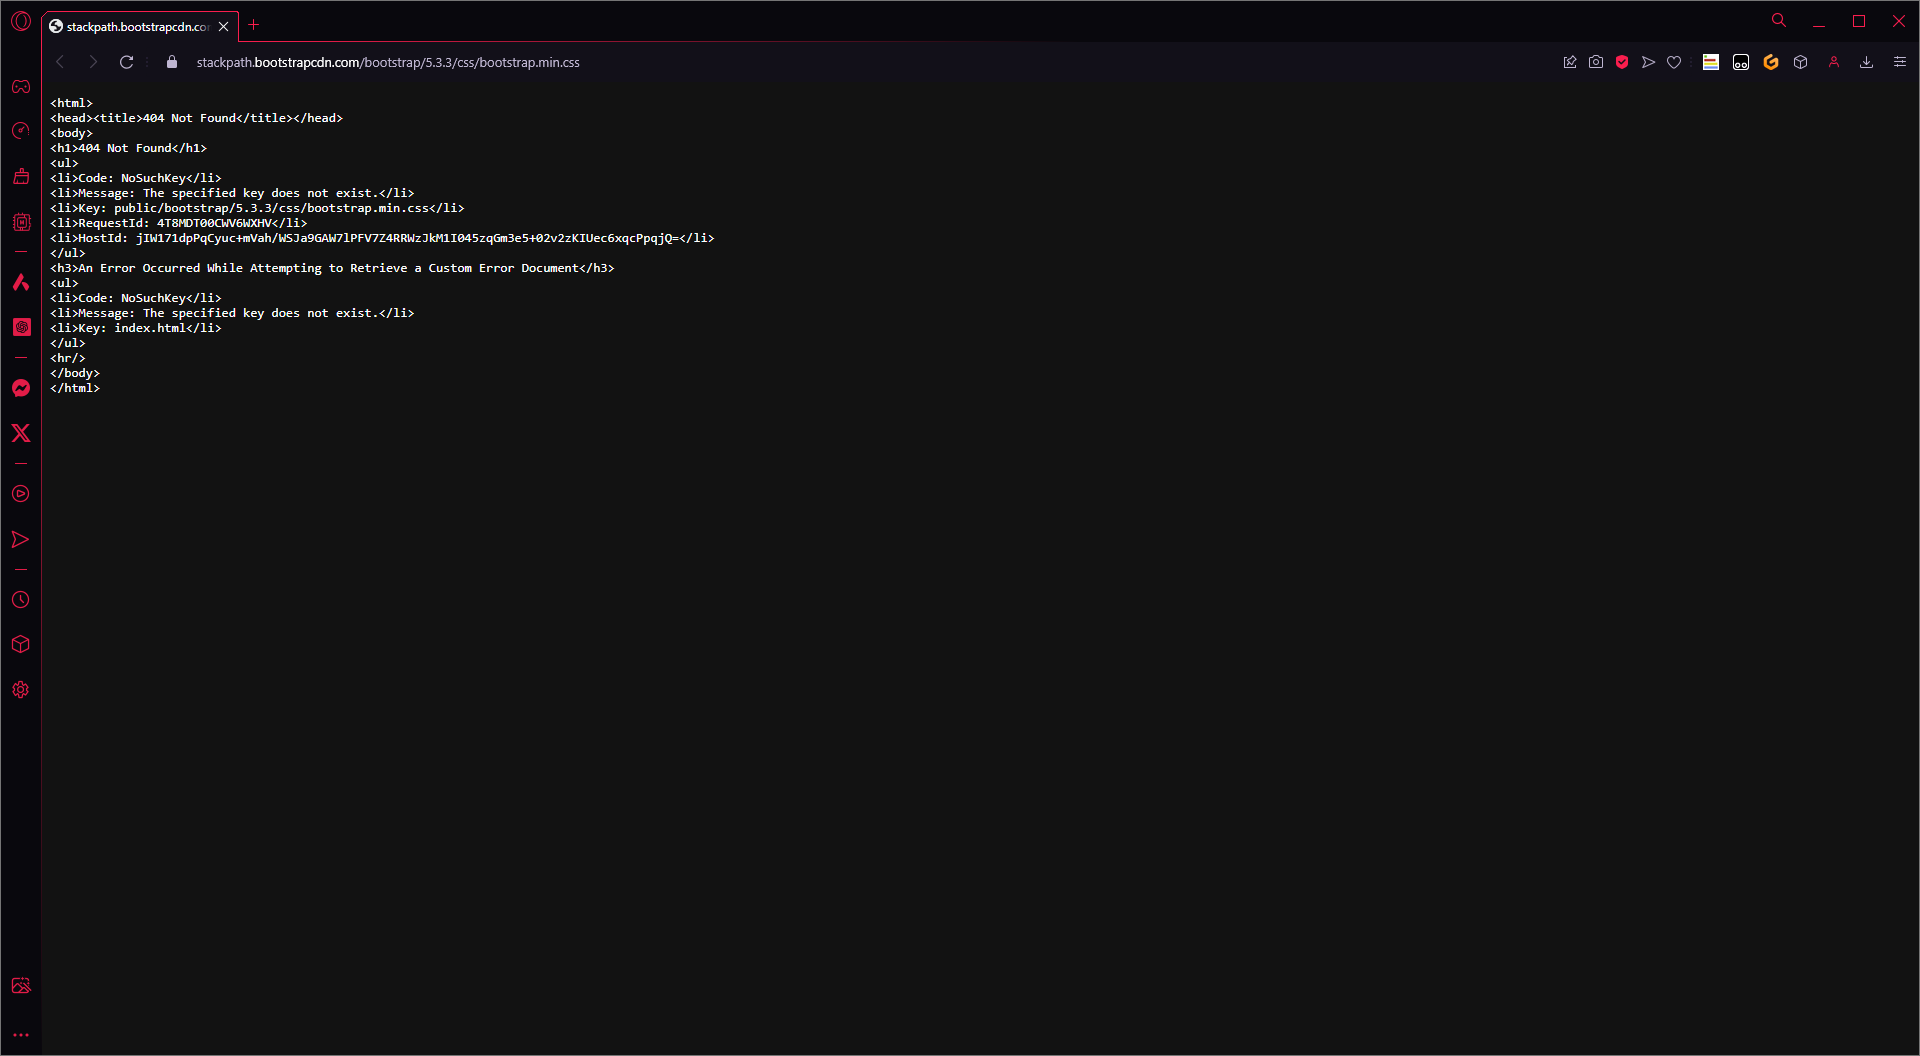 stackpath.bootstrapcdn.co
stackpath.bootstrapcdn.com/bootstrap/5.3.3/css/bootstrap.min.css
<html>
<head><title>404 Not Found</title></head>
<body>
<h1>404 Not Found</h1>
<ul>
<li>Code: NoSuchKey</li>
<li>Message: The specified key does not exist.</li>
<li>Key: public/bootstrap/5.3.3/css/bootstrap.min.css</li>
<li>RequestId: 4T8MDT00CWV6WXHV</li>
<li>HostId: jIW171dpPqCyuc+mVah/WSJa9GAW7lPFV7Z4RRWzJkM1I045zqGm3e5+02v2zKIUec6xqcPpqjQ=</li>
</ul>
<h3>An Error Occurred While Attempting to Retrieve a Custom Error Document</h3>
<ul>
<li>Code: NoSuchKey</li>
<li>Message: The specified key does not exist.</li>
<li>Key: index.html</li>
</ul>
<hr/>
</body>
</html>